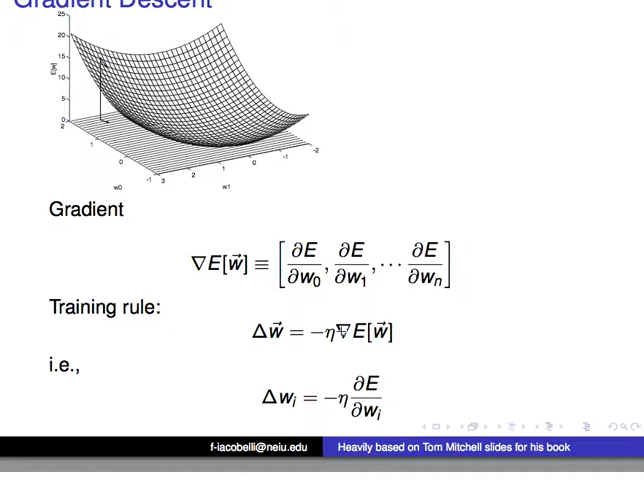 Gradient Descent
25
20
15
10
5
0
E[w]
2
1
0
-1
w0
3
2
1
0
-1
-2
w1
Gradient
∇E[w⃗] ≡ [∂E/∂w₀, ∂E/∂w₁, ⋯ ∂E/∂wₙ]
Training rule:
Δw⃗ = −η∇E[w⃗]
i.e.,
Δwᵢ = −η ∂E/∂wᵢ
f-iacobelli@neiu.edu Heavily based on Tom Mitchell slides for his book